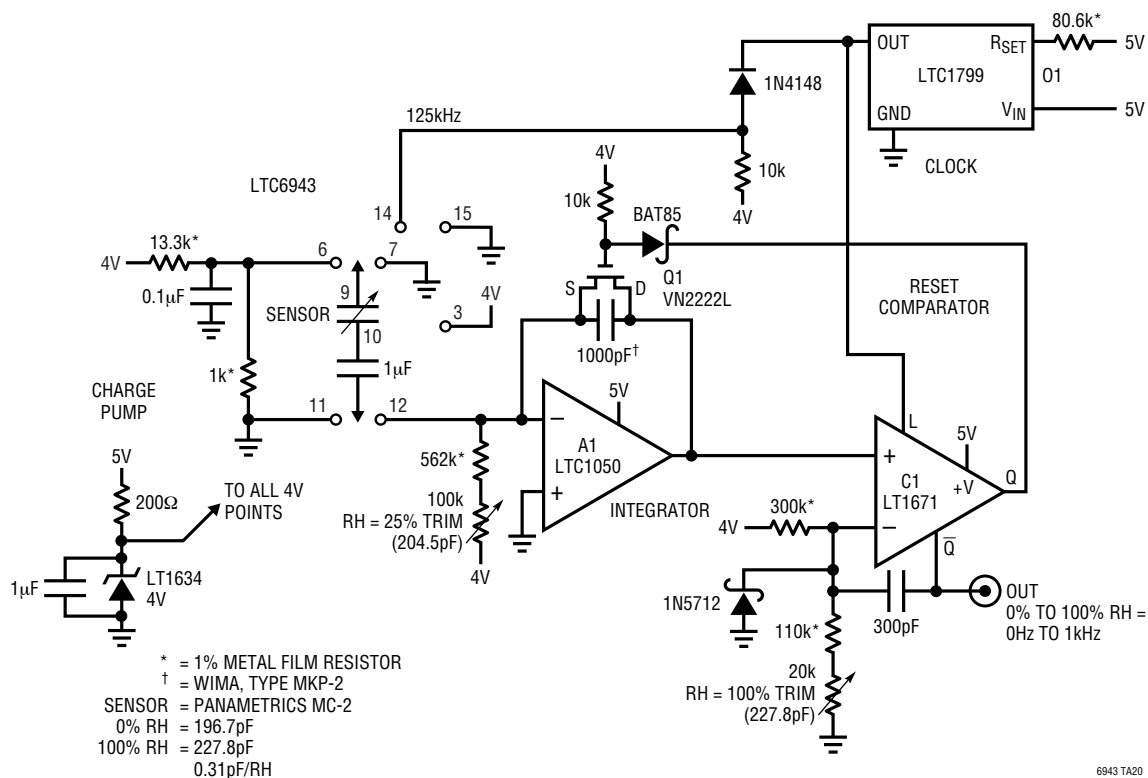 80.6k*
5V
OUT
RSET
LTC1799
O1
GND
VIN
5V
CLOCK
1N4148
125kHz
10k
4V
4V
10k
BAT85
LTC6943
14
15
13.3k*
4V
6
7
0.1µF
9
SENSOR
10
3
4V
S
D
Q1
VN2222L
1000pF†
RESET
COMPARATOR
1k*
1µF
11
12
CHARGE
PUMP
5V
200Ω
TO ALL 4V
POINTS
1µF
LT1634
4V
562k*
100k
RH = 25% TRIM
(204.5pF)
4V
5V
–
A1
LTC1050
+
INTEGRATOR
L
5V
+
+V
C1
LT1671
–
Q
Q̅
300k*
4V
1N5712
300pF
OUT
0% TO 100% RH =
0Hz TO 1kHz
110k*
20k
RH = 100% TRIM
(227.8pF)
* = 1% METAL FILM RESISTOR
† = WIMA, TYPE MKP-2
SENSOR = PANAMETRICS MC-2
0% RH = 196.7pF
100% RH = 227.8pF
0.31pF/RH
6943 TA20